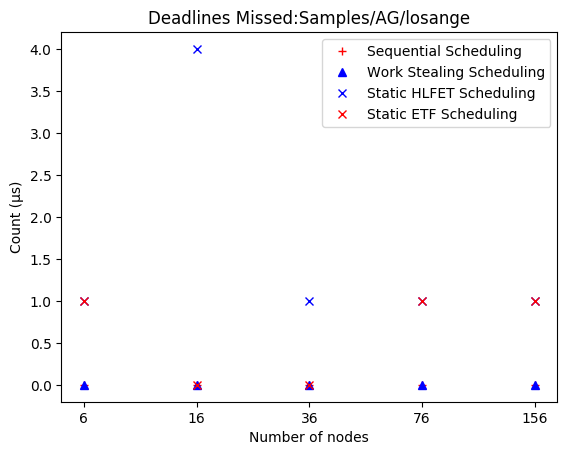 Deadlines Missed:Samples/AG/losange
Sequential Scheduling
Work Stealing Scheduling
Static HLFET Scheduling
Static ETF Scheduling
4.0
3.5
3.0
2.5
2.0
1.5
1.0
0.5
0.0
Count (µs)
6 16 36 76 156
Number of nodes